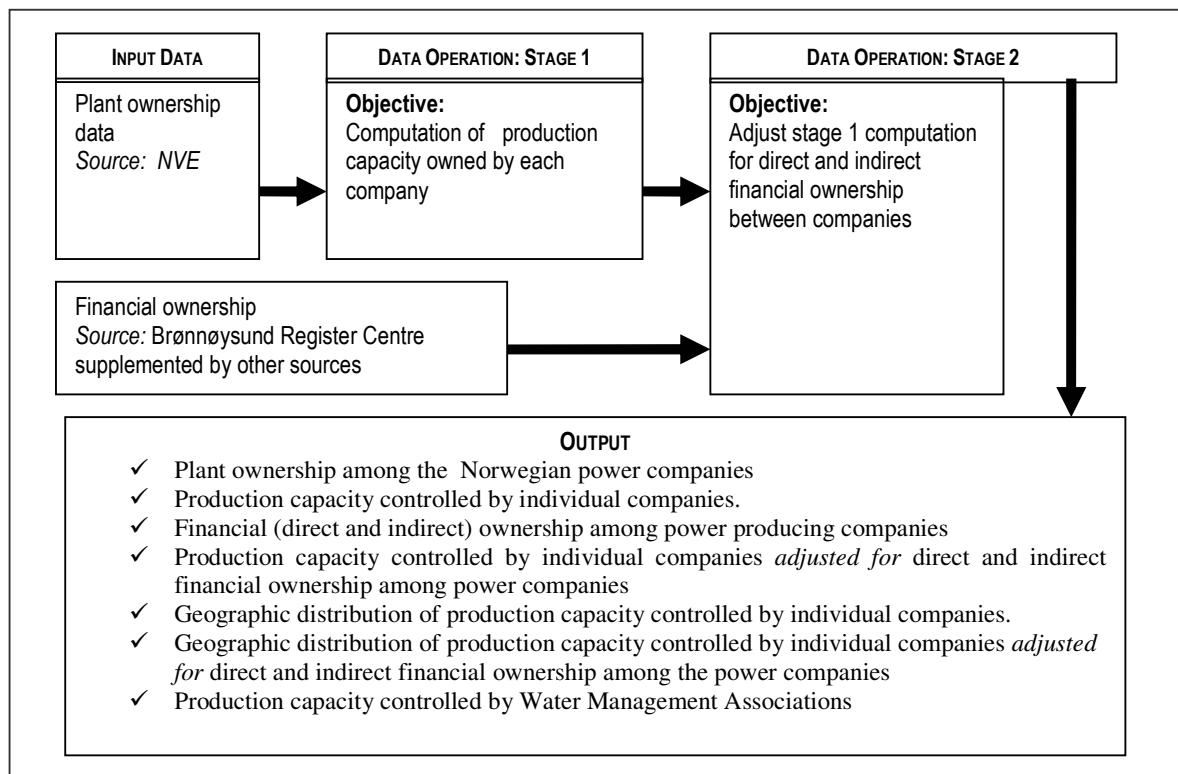 INPUT DATA
Plant ownership
data
Source: NVE
DATA OPERATION: STAGE 1
Objective:
Computation of production
capacity owned by each
company
DATA OPERATION: STAGE 2
Objective:
Adjust stage 1 computation
for direct and indirect
financial ownership
between companies
Financial ownership
Source: Brønnøysund Register Centre
supplemented by other sources
OUTPUT
✓ Plant ownership among the Norwegian power companies
✓ Production capacity controlled by individual companies.
✓ Financial (direct and indirect) ownership among power producing companies
✓ Production capacity controlled by individual companies adjusted for direct and indirect
financial ownership among power companies
✓ Geographic distribution of production capacity controlled by individual companies.
✓ Geographic distribution of production capacity controlled by individual companies adjusted
for direct and indirect financial ownership among the power companies
✓ Production capacity controlled by Water Management Associations